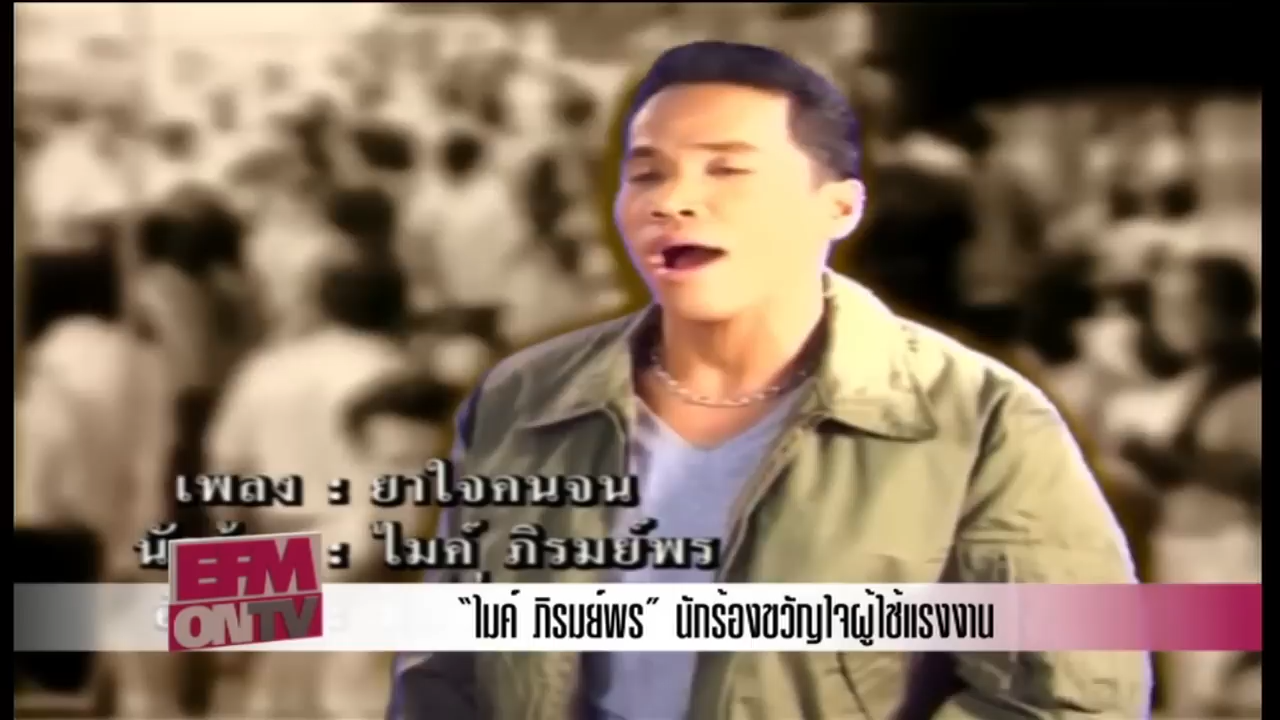 เพลง : ยาใจคนจน
: ไมค์ ภิรมย์พร
EFM
ON TV
“ไมค์ ภิรมย์พร” นักร้องขวัญใจผู้ใช้แรงงาน